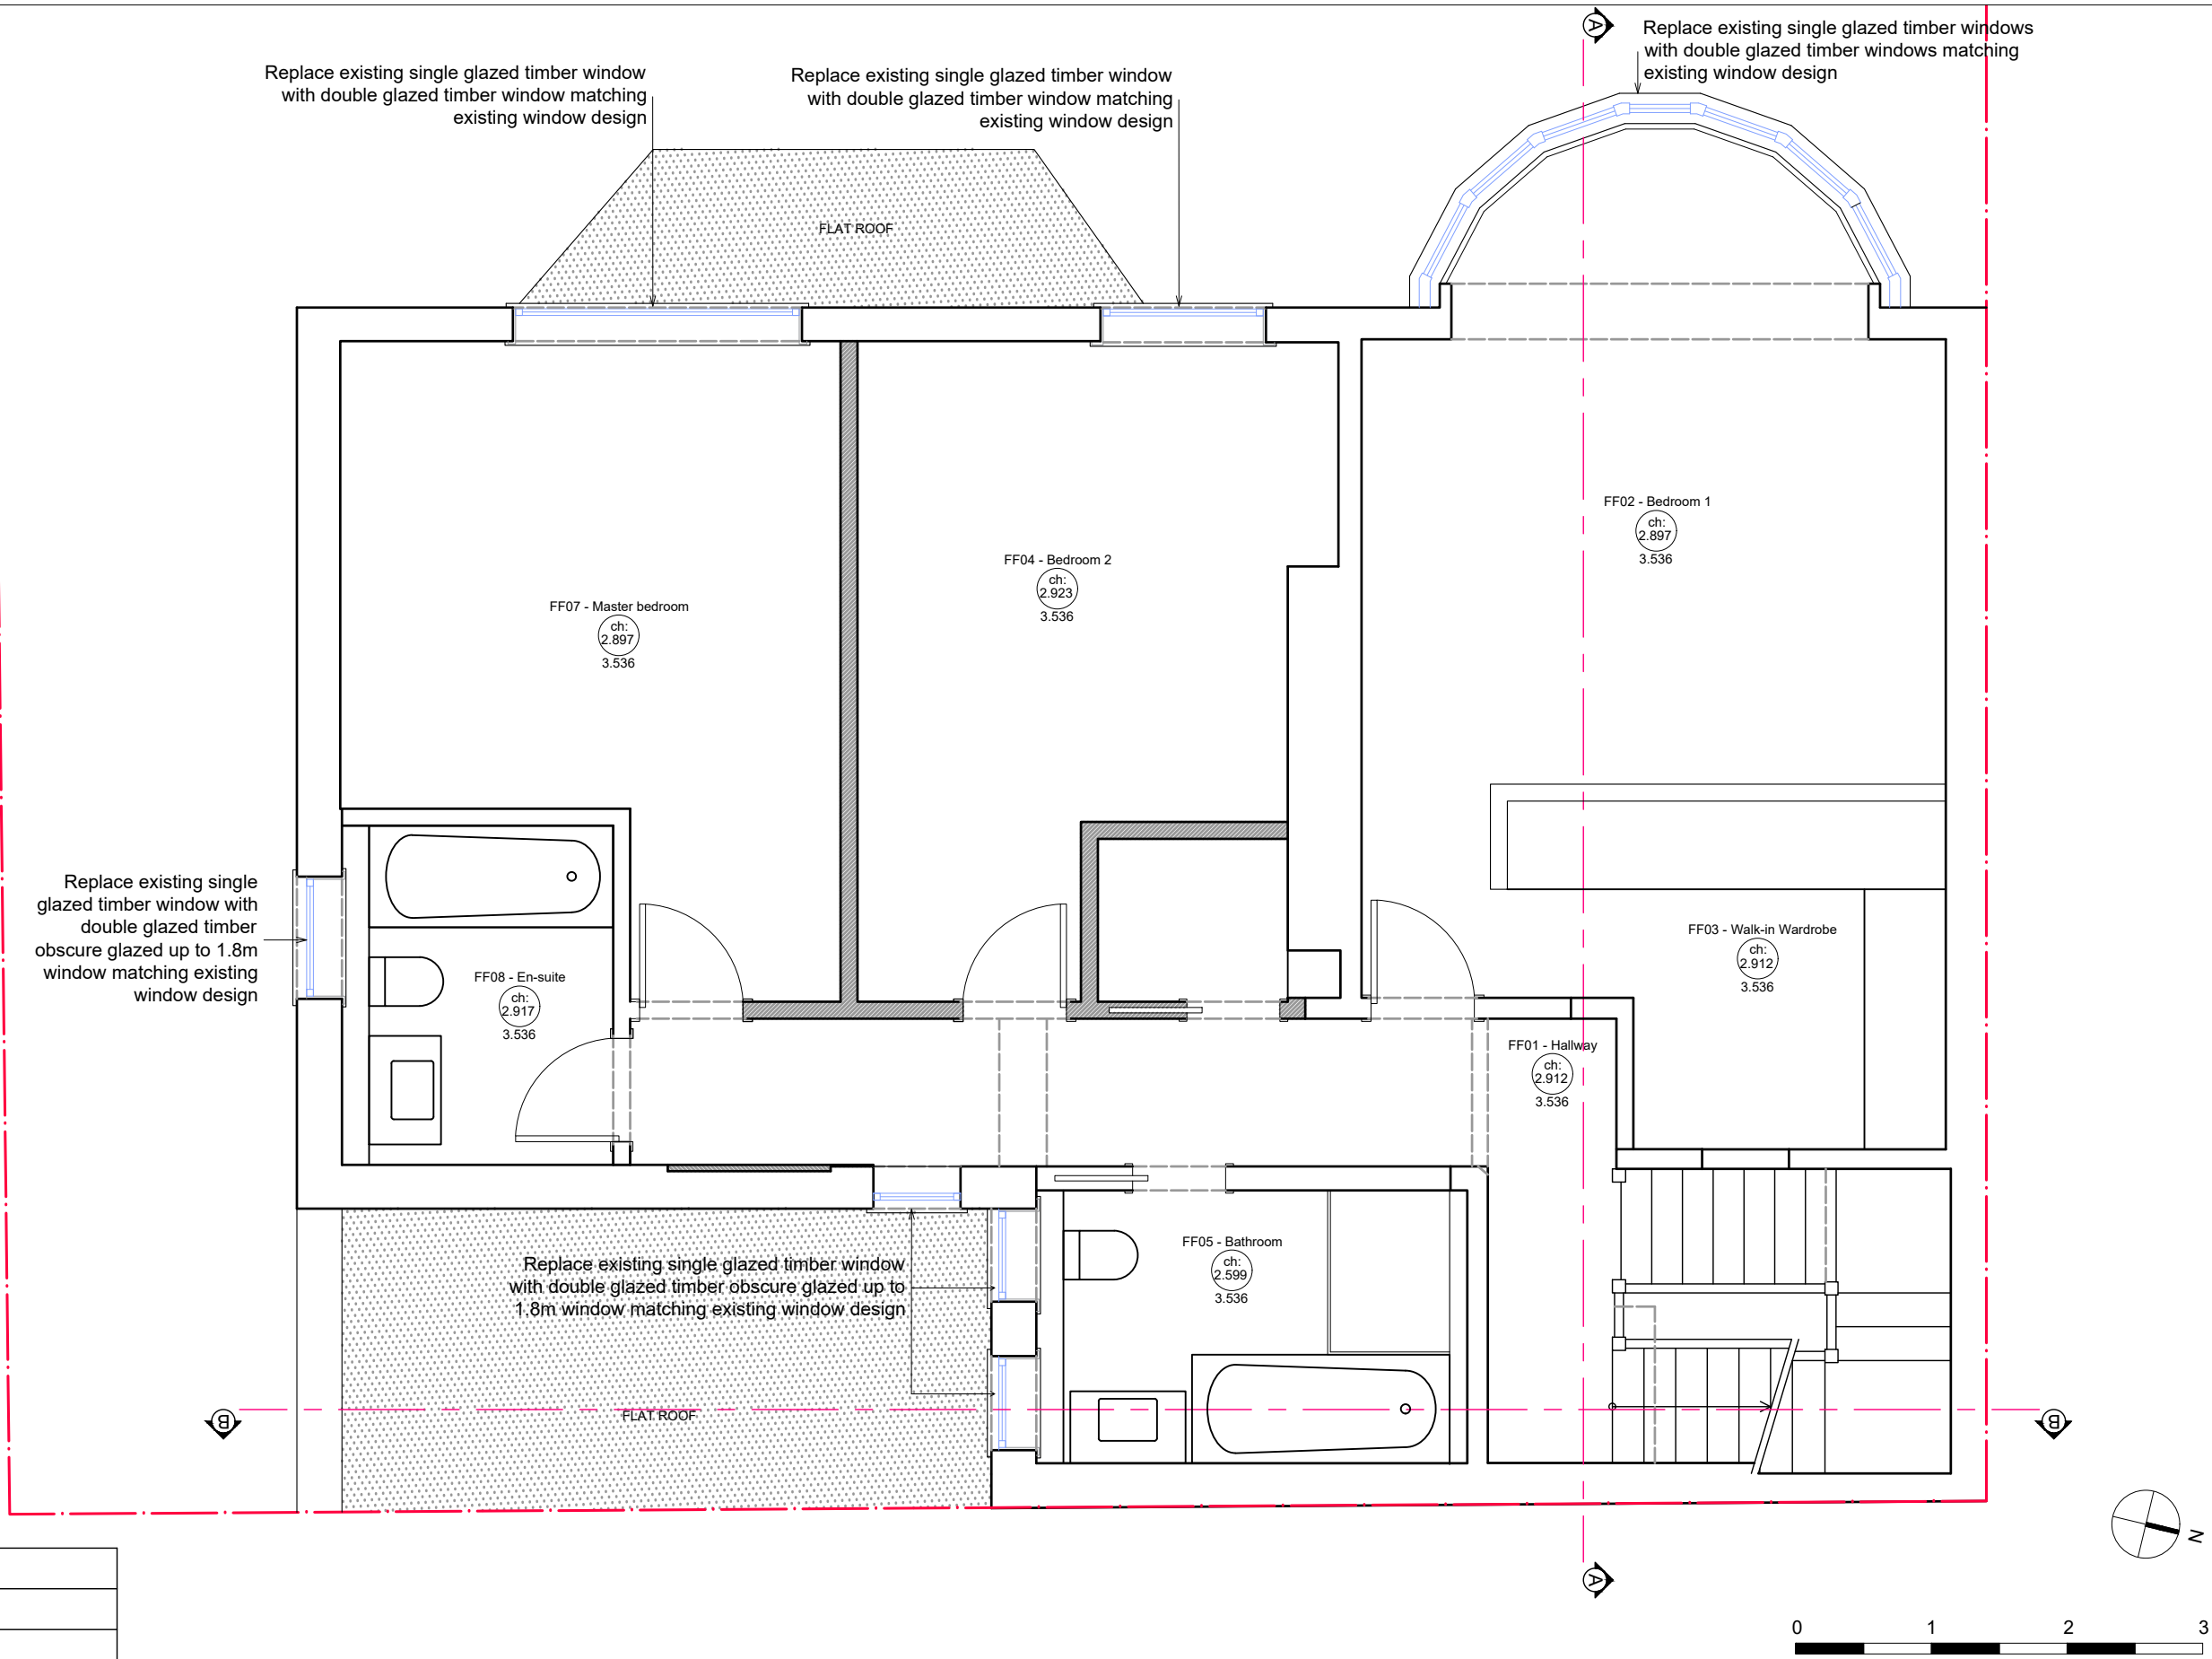 A
Replace existing single glazed timber windows
with double glazed timber windows matching
existing window design
Replace existing single glazed timber window
with double glazed timber window matching
existing window design
Replace existing single glazed timber window
with double glazed timber window matching
existing window design
FLAT ROOF
FF02 - Bedroom 1
ch:
2.897
3.536
FF04 - Bedroom 2
ch:
2.923
3.536
FF07 - Master bedroom
ch:
2.897
3.536
Replace existing single
glazed timber window with
double glazed timber
obscure glazed up to 1.8m
window matching existing
window design
FF08 - En-suite
ch:
2.917
3.536
FF03 - Walk-in Wardrobe
ch:
2.912
3.536
FF01 - Hallway
ch:
2.912
3.536
FF05 - Bathroom
ch:
2.599
3.536
Replace existing single glazed timber window
with double glazed timber obscure glazed up to
1.8m window matching existing window design
FLAT ROOF
B
B
N
A
0 1 2 3